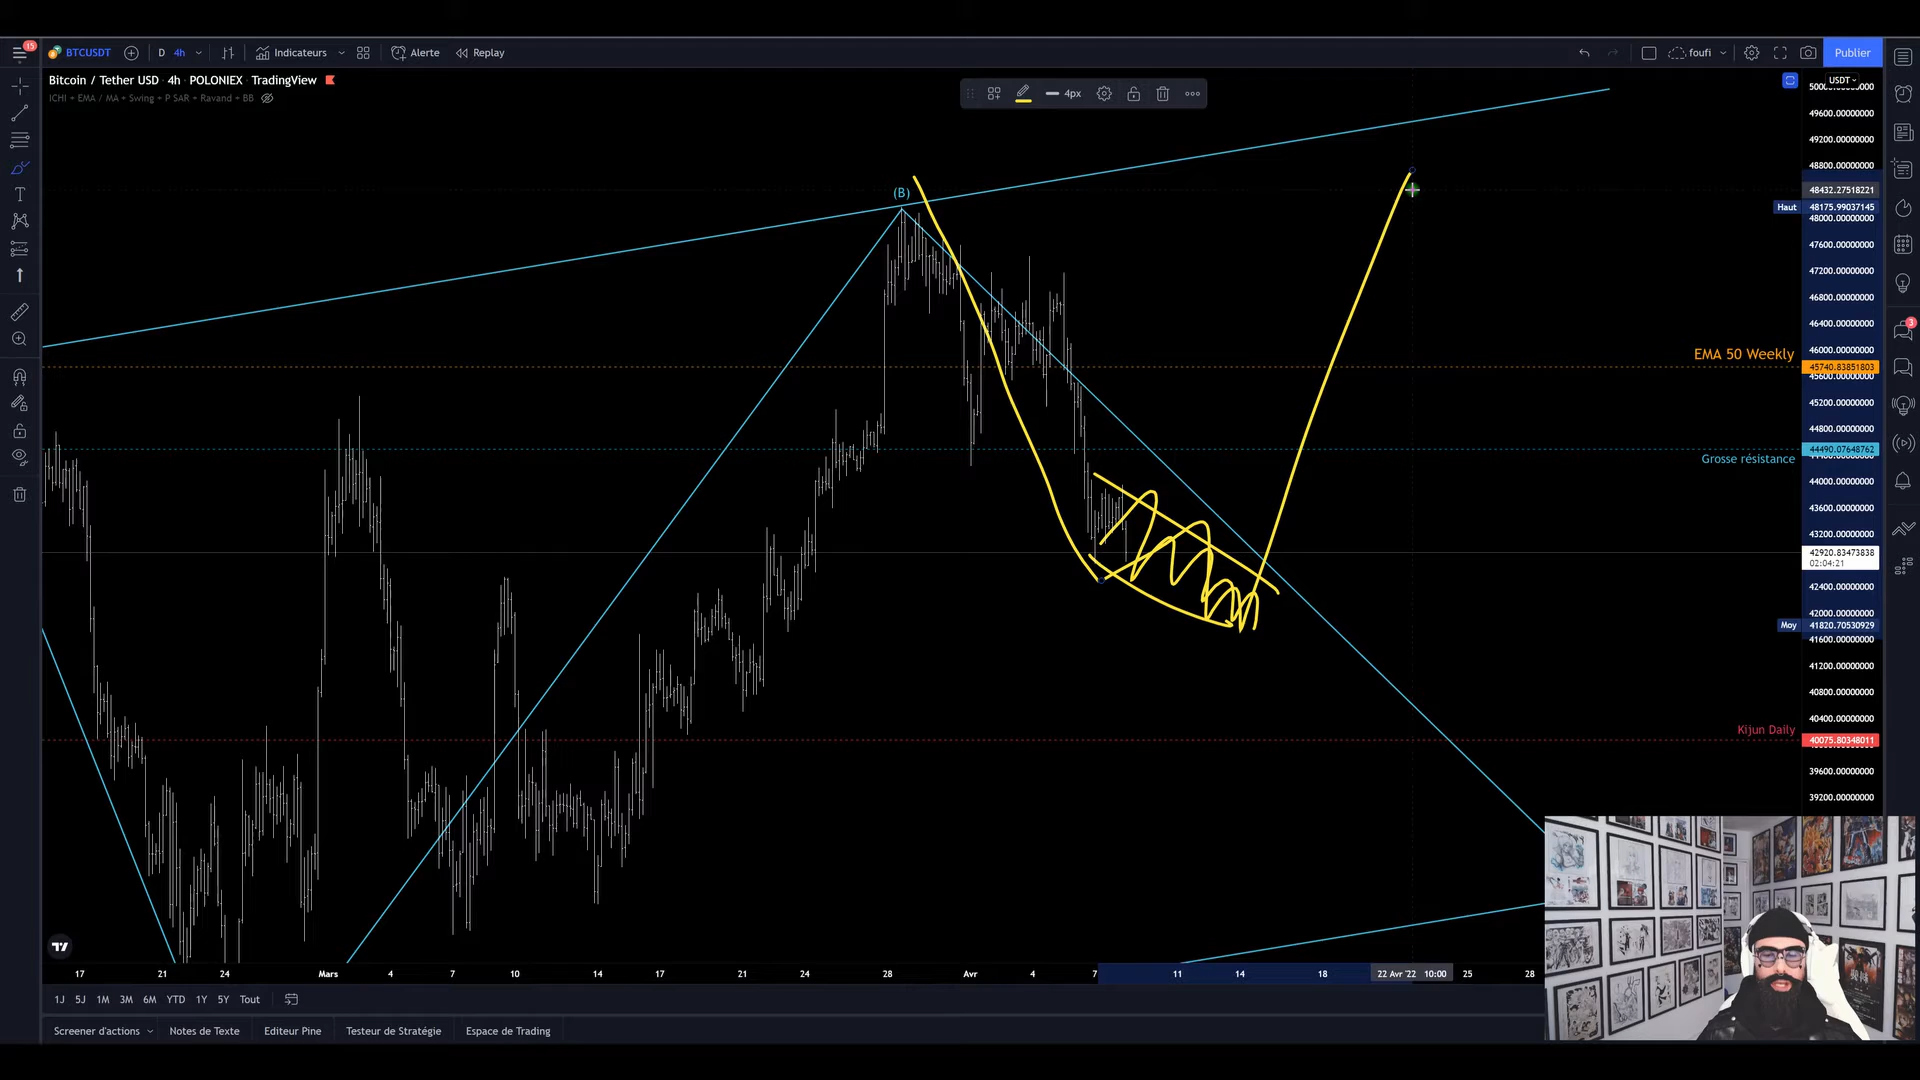 15
BTCUSDT D 4h Indicateurs Alerte Replay foufi Publier
Bitcoin / Tether USD · 4h · POLONIEX · TradingView
ICHI + EMA / MA + Swing + P SAR + Ravand + BB
4px
USDT
(B)
49600.00000000
49200.00000000
48800.00000000
48432.27518221
Haut 48175.99037145
48000.00000000
47600.00000000
47200.00000000
46800.00000000
46400.00000000
3
46000.00000000
EMA 50 Weekly
45740.83851803
45600.00000000
45200.00000000
44800.00000000
44490.07648762
Grosse résistance
44000.00000000
43600.00000000
43200.00000000
42920.83473838
02:04:21
42400.00000000
42000.00000000
Moy 41820.70530929
41600.00000000
41200.00000000
40800.00000000
40400.00000000
Kijun Daily
40075.80348011
39600.00000000
39200.00000000
17 21 24 Mars 4 7 10 14 17 21 24 28 Avr 4 7 11 14 18 22 Avr '22 10:00 25 28
1J 5J 1M 3M 6M YTD 1Y 5Y Tout
Screener d'actions Notes de Texte Editeur Pine Testeur de Stratégie Espace de Trading